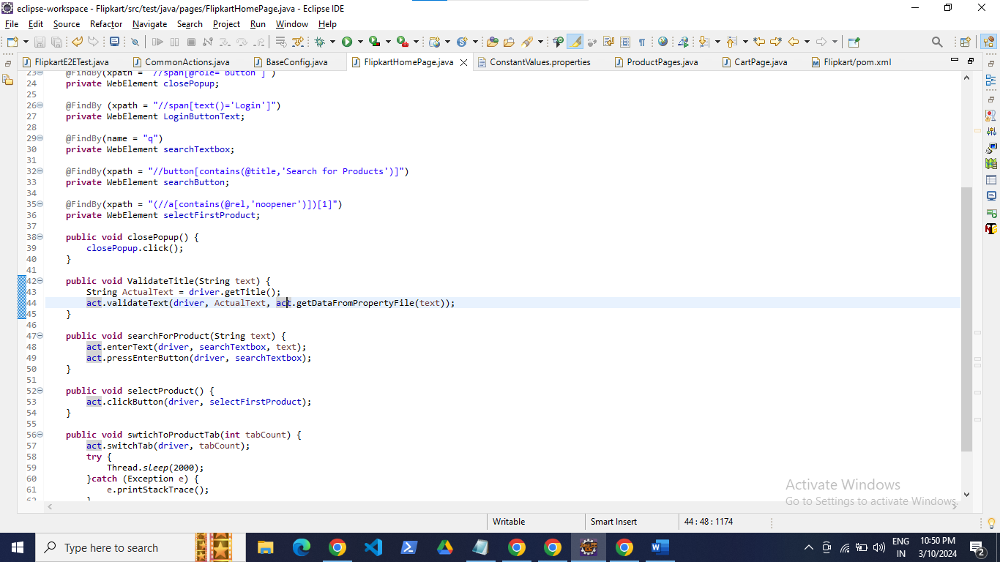 eclipse-workspace - Flipkart/src/test/java/pages/FlipkartHomePage.java - Eclipse IDE
File Edit Source Refactor Navigate Search Project Run Window Help
FlipkartE2ETest.java CommonActions.java BaseConfig.java FlipkartHomePage.java ConstantValues.properties ProductPages.java CartPage.java Flipkart/pom.xml
23 @FindBy(xpath = "//span[@role='button']")
24 private WebElement closePopup;
25
26 @FindBy (xpath = "//span[text()='Login']")
27 private WebElement LoginButtonText;
28
29 @FindBy(name = "q")
30 private WebElement searchTextbox;
31
32 @FindBy(xpath = "//button[contains(@title,'Search for Products')]")
33 private WebElement searchButton;
34
35 @FindBy(xpath = "(//a[contains(@rel,'noopener')])[1]")
36 private WebElement selectFirstProduct;
37
38 public void closePopup() {
39 closePopup.click();
40 }
41
42 public void ValidateTitle(String text) {
43 String ActualText = driver.getTitle();
44 act.validateText(driver, ActualText, act.getDataFromPropertyFile(text));
45 }
46
47 public void searchForProduct(String text) {
48 act.enterText(driver, searchTextbox, text);
49 act.pressEnterButton(driver, searchTextbox);
50 }
51
52 public void selectProduct() {
53 act.clickButton(driver, selectFirstProduct);
54 }
55
56 public void swtichToProductTab(int tabCount) {
57 act.switchTab(driver, tabCount);
58 try {
59 Thread.sleep(2000);
60 }catch (Exception e) {
61 e.printStackTrace();
62 }
Activate Windows
Go to Settings to activate Windows.
Writable Smart Insert 44 : 48 : 1174
Type here to search
ENG
IN
10:50 PM
3/10/2024
2